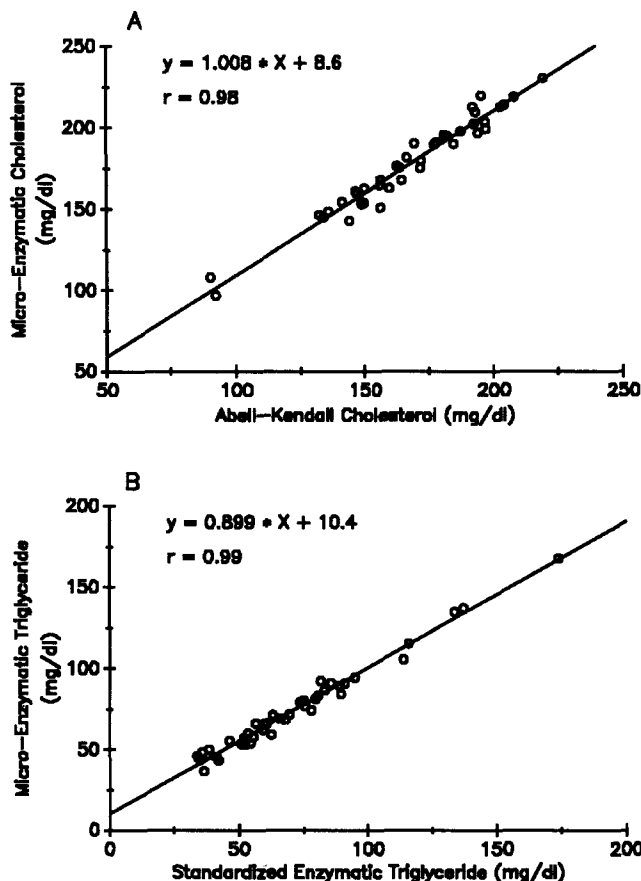 A
250
200
150
100
50
Micro-Enzymatic Cholesterol
(mg/dl)
y = 1.008 * X + 8.6
r = 0.98
50 100 150 200 250
Abell-Kendall Cholesterol (mg/dl)
B
200
150
100
50
0
Micro-Enzymatic Triglyceride
(mg/dl)
y = 0.899 * X + 10.4
r = 0.99
0 50 100 150 200
Standardized Enzymatic Triglyceride (mg/dl)